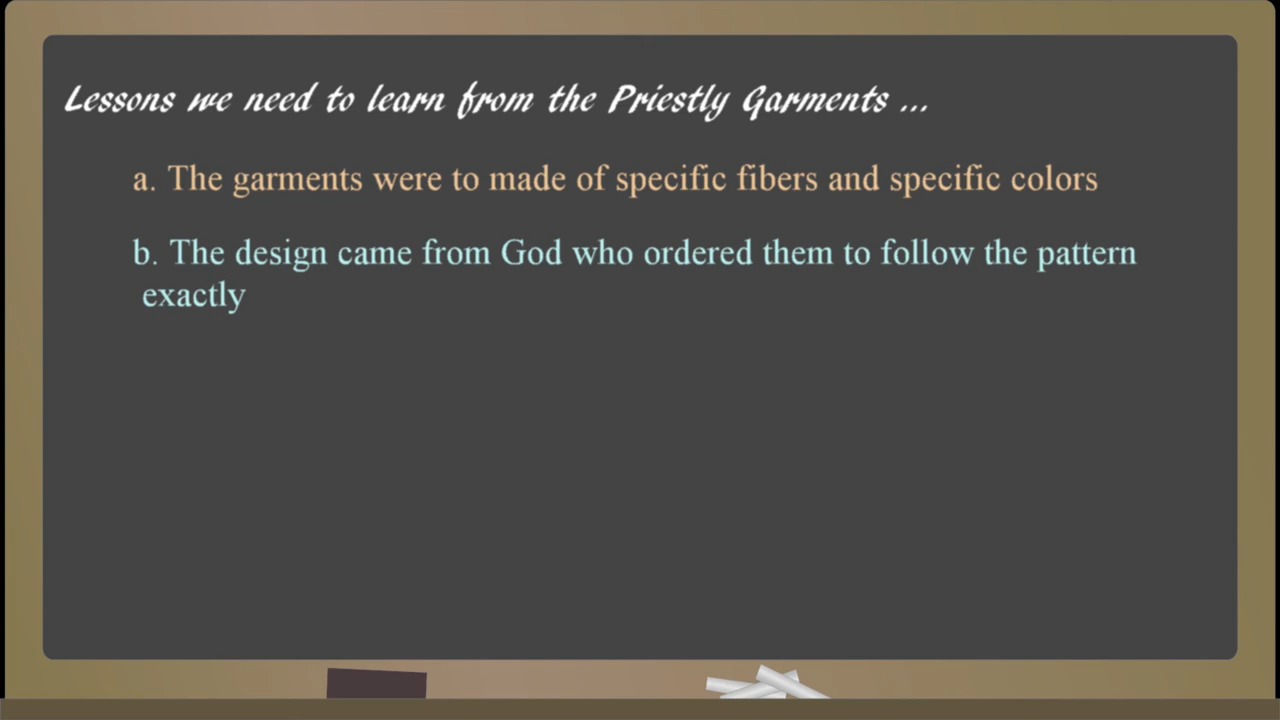 Lessons we need to learn from the Priestly Garments ...
a. The garments were to made of specific fibers and specific colors
b. The design came from God who ordered them to follow the pattern
exactly